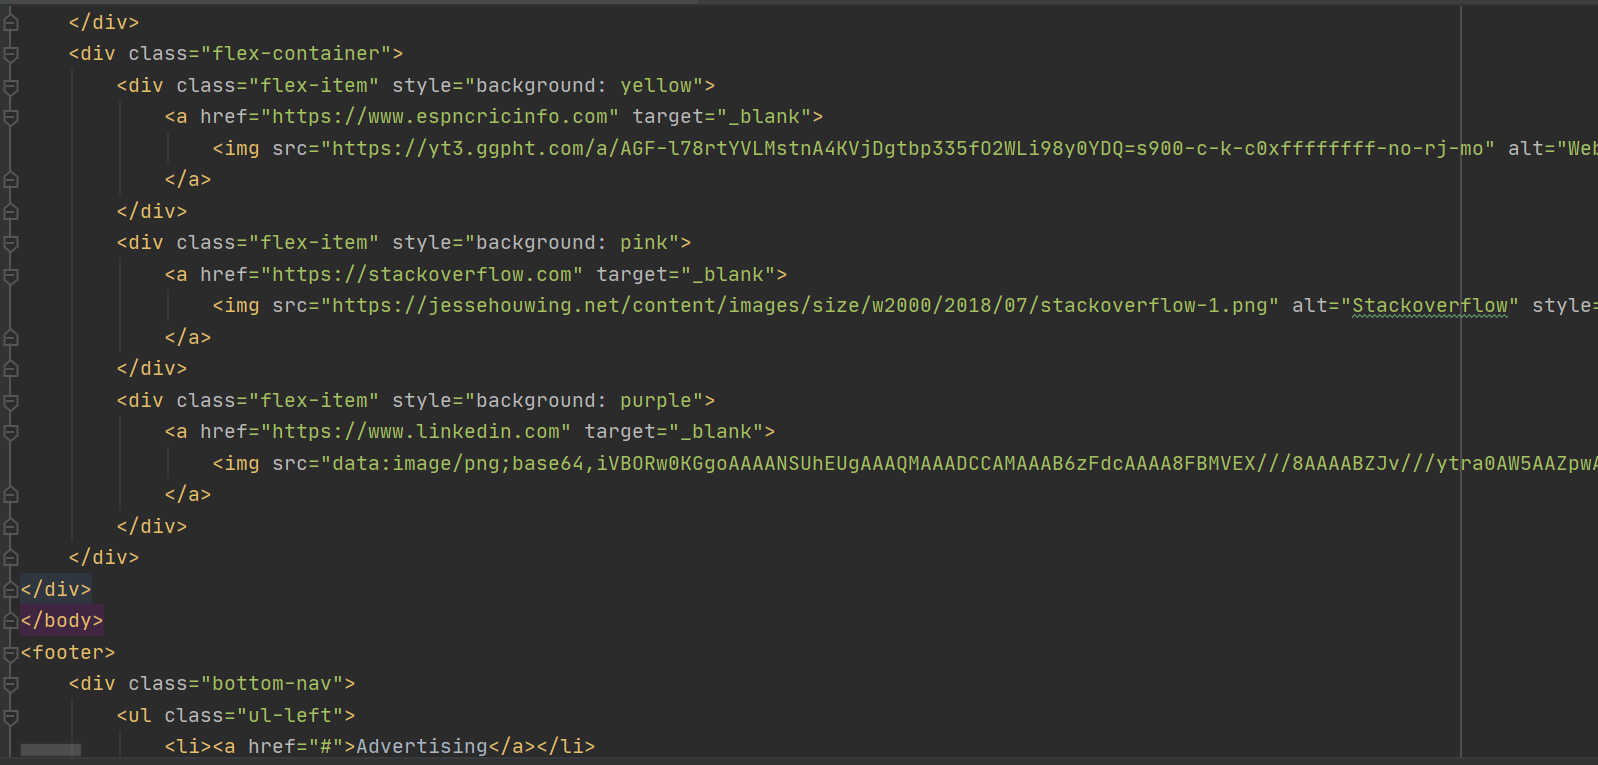 </div>
<div class="flex-container">
<div class="flex-item" style="background: yellow">
<a href="https://www.espncricinfo.com" target="_blank">
<img src="https://yt3.ggpht.com/a/AGF-l78rtYVLMstnA4KVjDgtbp335fO2WLi98y0YDQ=s900-c-k-c0xffffffff-no-rj-mo" alt="Web
</a>
</div>
<div class="flex-item" style="background: pink">
<a href="https://stackoverflow.com" target="_blank">
<img src="https://jessehouwing.net/content/images/size/w2000/2018/07/stackoverflow-1.png" alt="Stackoverflow" style=
</a>
</div>
<div class="flex-item" style="background: purple">
<a href="https://www.linkedin.com" target="_blank">
<img src="data:image/png;base64,iVBORw0KGgoAAAANSUhEUgAAAQMAAADCCAMAAAB6zFdcAAAA8FBMVEX///8AAAABZJv///ytra0AW5AAZpwA
</a>
</div>
</div>
</div>
</body>
<footer>
<div class="bottom-nav">
<ul class="ul-left">
<li><a href="#">Advertising</a></li>